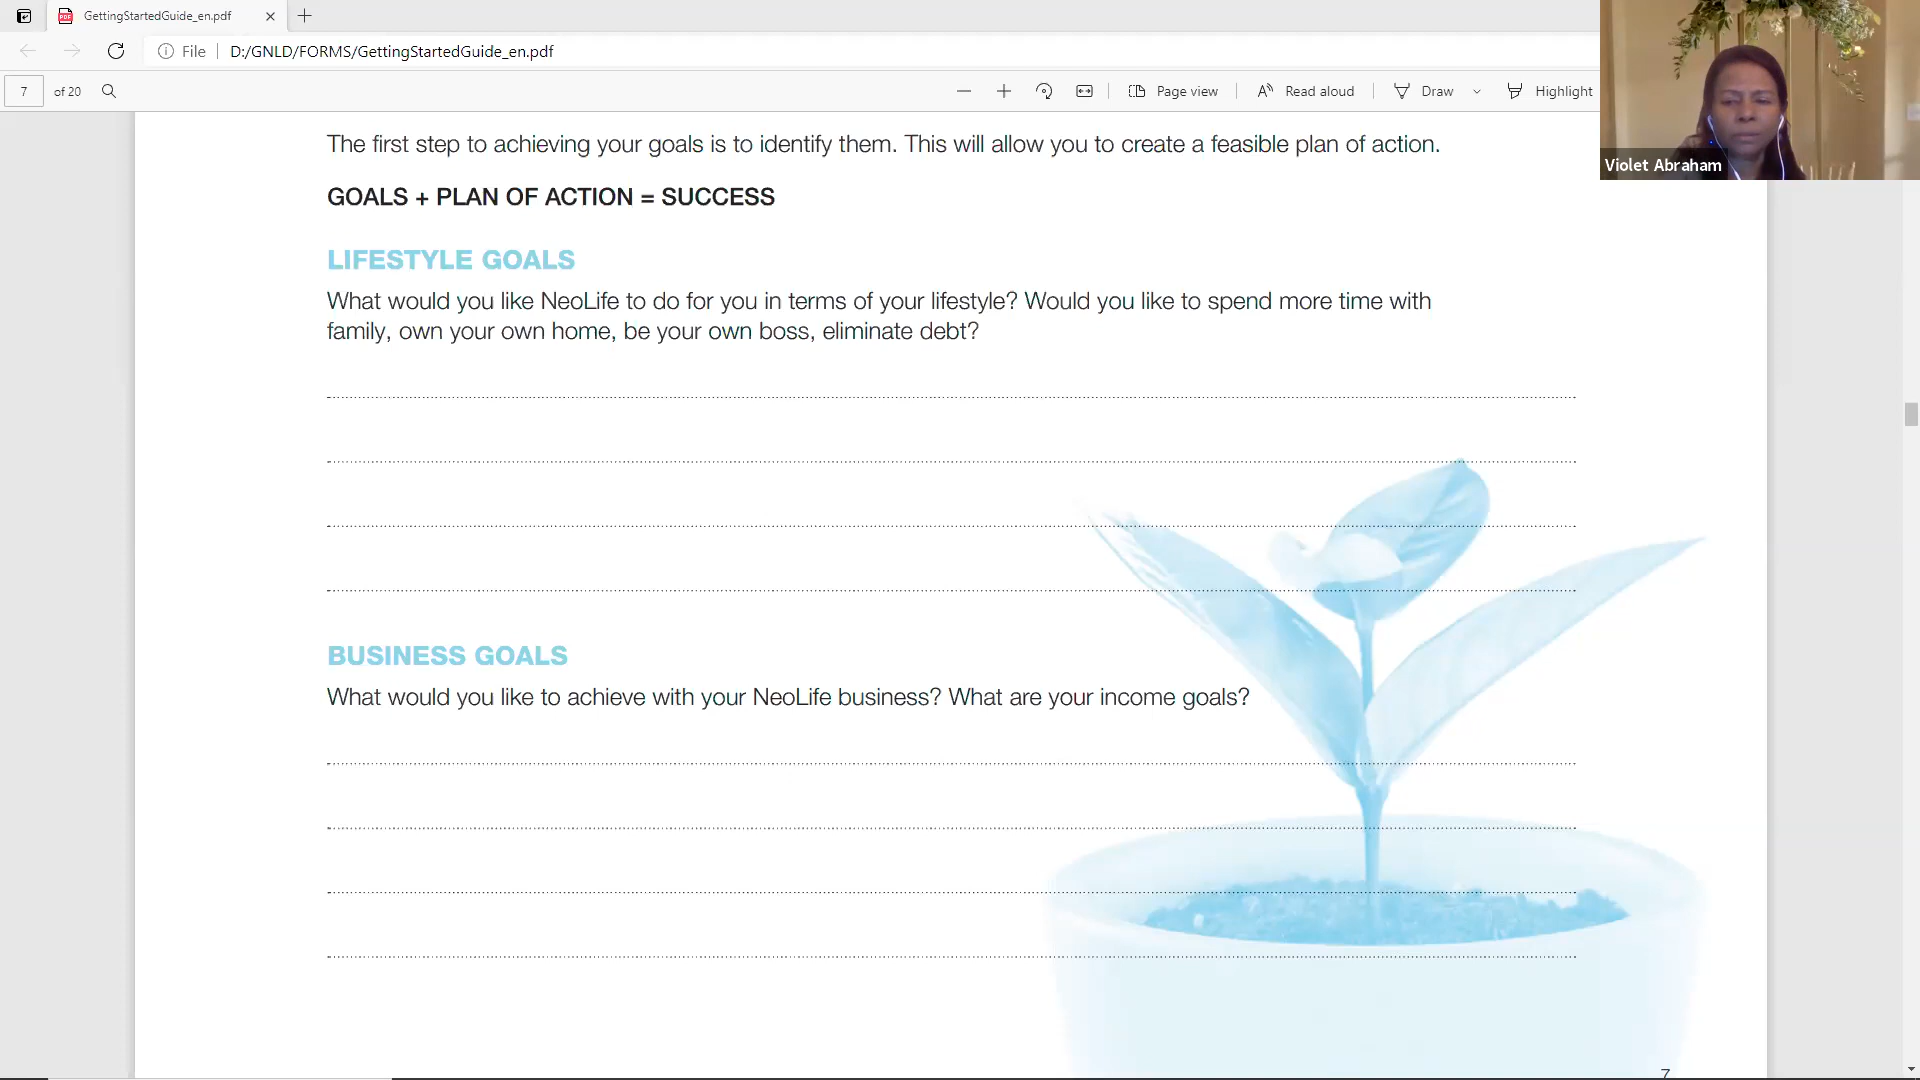 GettingStartedGuide_en.pdf
File
D:/GNLD/FORMS/GettingStartedGuide_en.pdf
7 of 20
Page view
Read aloud
Draw
Highlight
Violet Abraham
The first step to achieving your goals is to identify them. This will allow you to create a feasible plan of action.
GOALS + PLAN OF ACTION = SUCCESS
LIFESTYLE GOALS
What would you like NeoLife to do for you in terms of your lifestyle? Would you like to spend more time with
family, own your own home, be your own boss, eliminate debt?
BUSINESS GOALS
What would you like to achieve with your NeoLife business? What are your income goals?
7